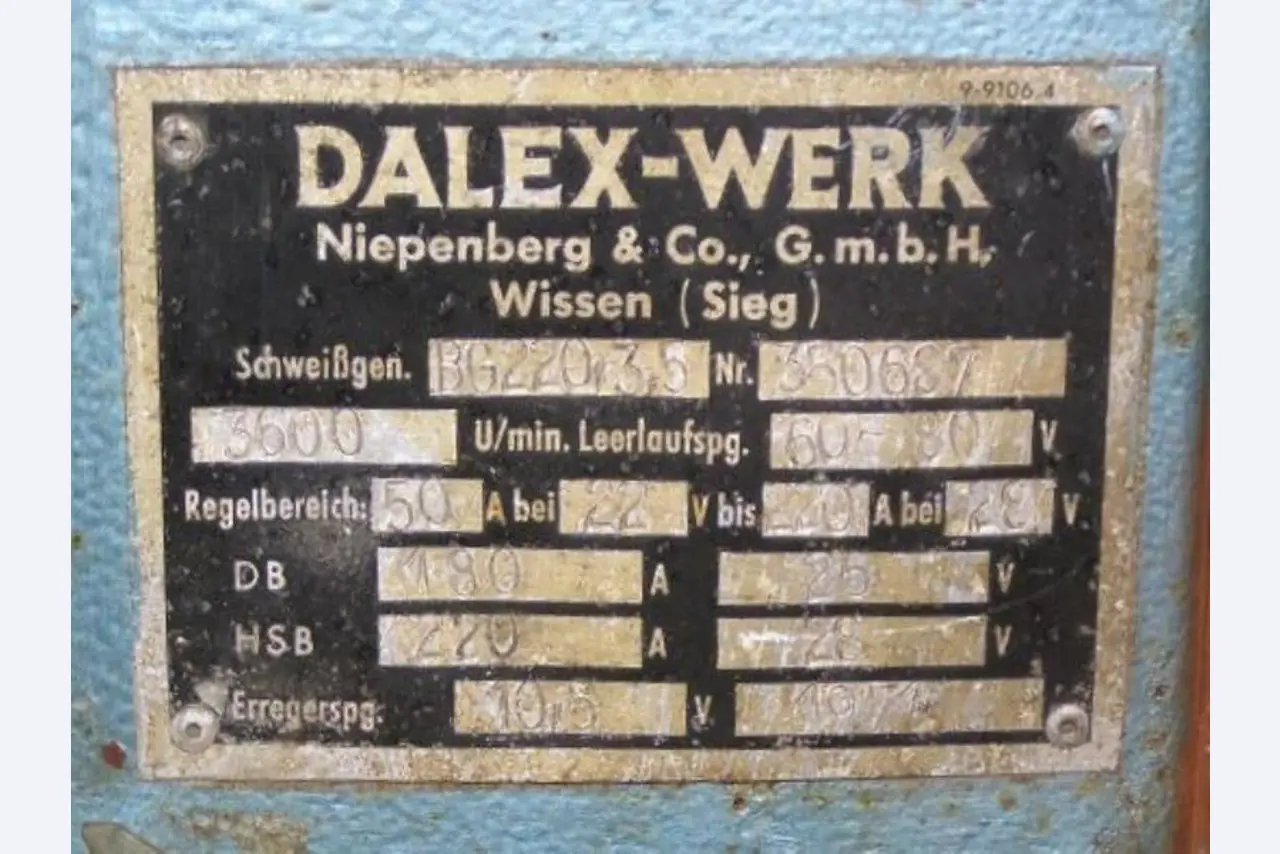 9-9106.4
DALEX-WERK
Niepenberg & Co., G.m.b.H.,
Wissen (Sieg)
Schweißgen. BG220/3,5 Nr.
3600 U/min. Leerlaufspg. 60-80 V
Regelbereich: 50 A bei 22 V bis 220 A bei 28 V
DB 180 A 25 V
HSB 220 A 28 V
Erregerspg. 10,5 V 1971